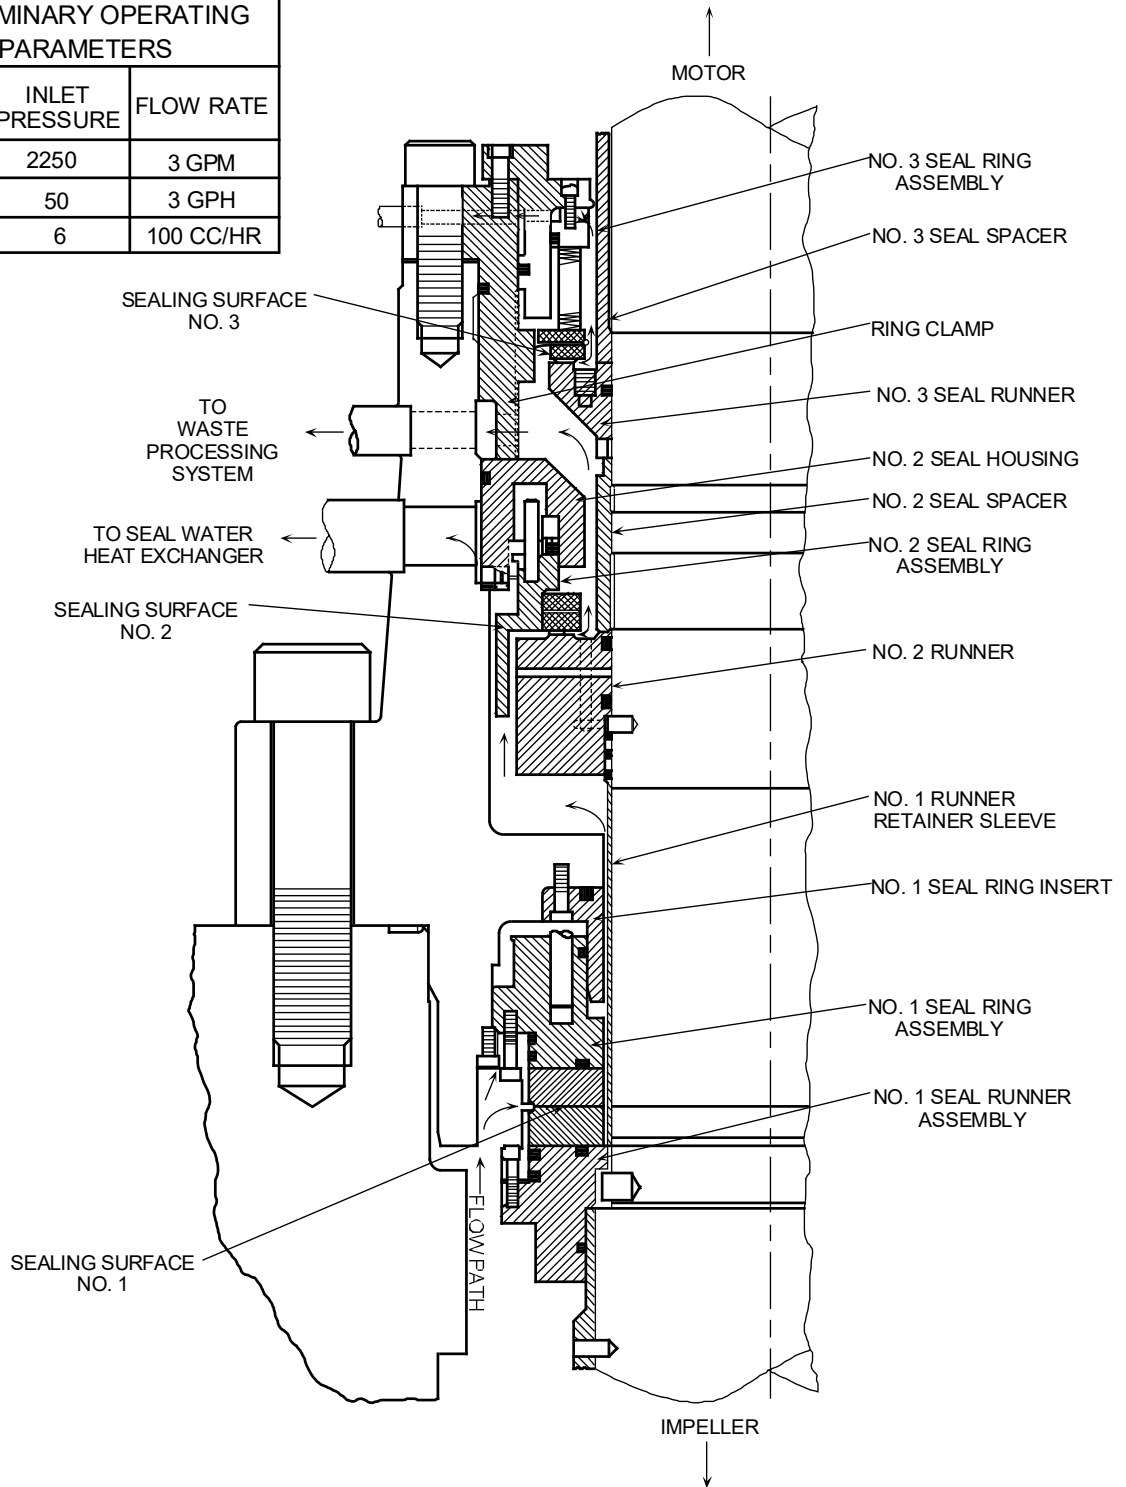 MINARY OPERATING
PARAMETERS
INLET
PRESSURE
FLOW RATE
2250
3 GPM
50
3 GPH
6
100 CC/HR
MOTOR
NO. 3 SEAL RING
ASSEMBLY
NO. 3 SEAL SPACER
SEALING SURFACE
NO. 3
RING CLAMP
NO. 3 SEAL RUNNER
TO
WASTE
PROCESSING
SYSTEM
NO. 2 SEAL HOUSING
NO. 2 SEAL SPACER
TO SEAL WATER
HEAT EXCHANGER
NO. 2 SEAL RING
ASSEMBLY
SEALING SURFACE
NO. 2
NO. 2 RUNNER
NO. 1 RUNNER
RETAINER SLEEVE
NO. 1 SEAL RING INSERT
NO. 1 SEAL RING
ASSEMBLY
NO. 1 SEAL RUNNER
ASSEMBLY
FLOW PATH
SEALING SURFACE
NO. 1
IMPELLER